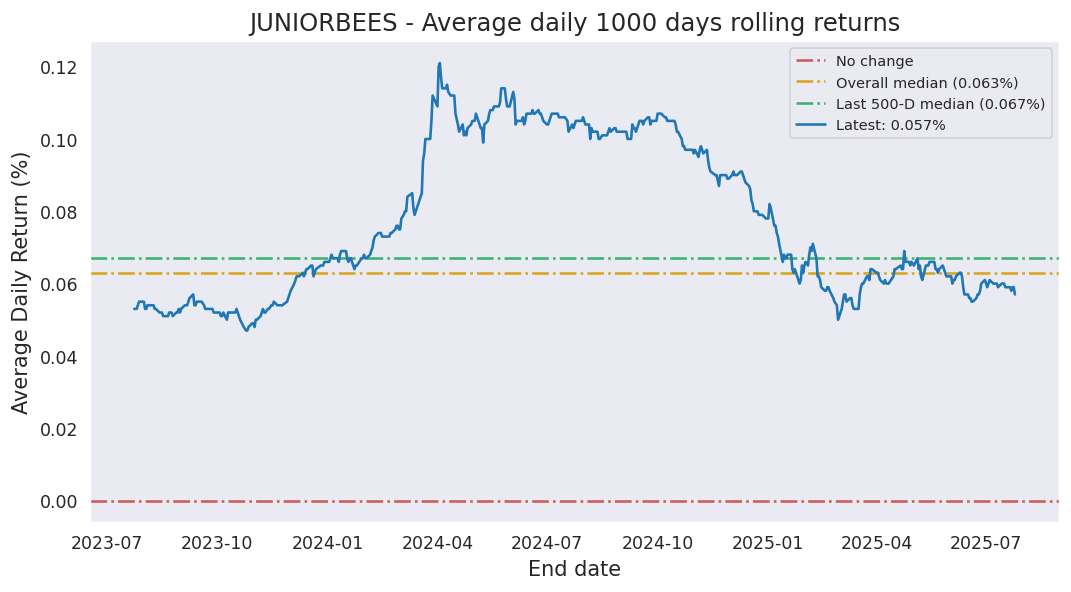 JUNIORBEES - Average daily 1000 days rolling returns
No change
Overall median (0.063%)
Last 500-D median (0.067%)
Latest: 0.057%
Average Daily Return (%)
0.12
0.10
0.08
0.06
0.04
0.02
0.00
2023-07 2023-10 2024-01 2024-04 2024-07 2024-10 2025-01 2025-04 2025-07
End date